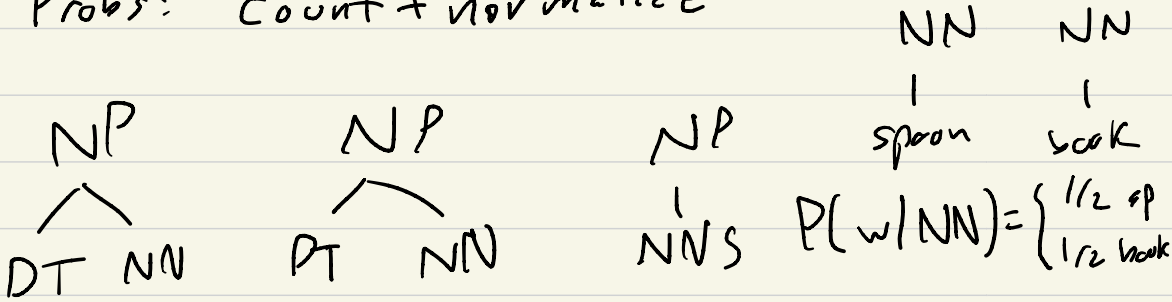 Probs: Count + normalize
NN NN
spoon book
NP NP NP
DT NN DT NN NNS
P(w|NN) = { 1/2 sp
1/2 book